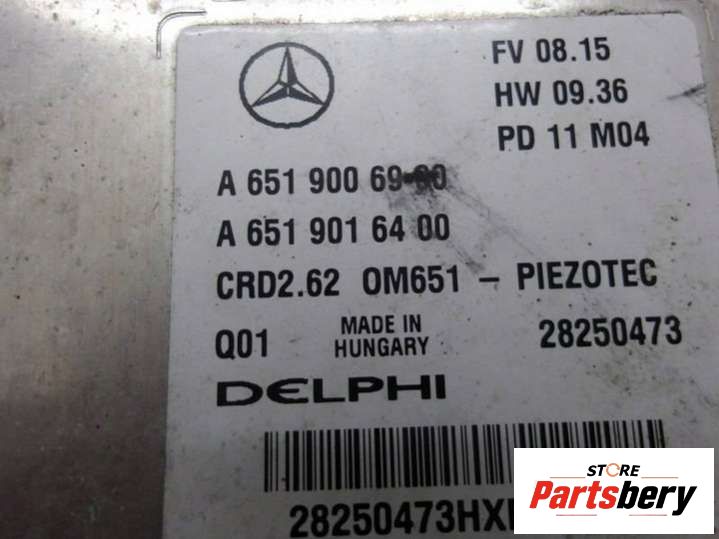 FV 08.15
HW 09.36
PD 11 M04
A 651 900 69
A 651 901 64 00
CRD2.62 OM651 - PIEZOTEC
Q01 MADE IN HUNGARY 28250473
DELPHI
28250473HX
STORE
Partsbery